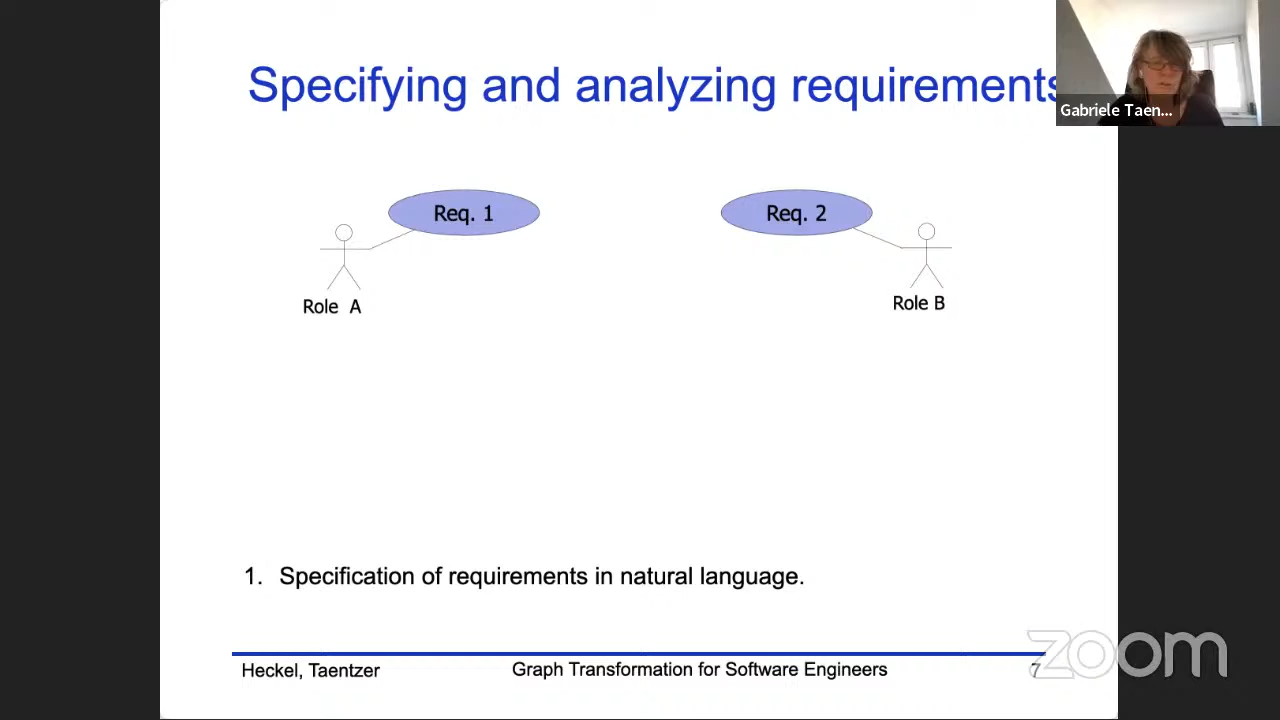 Specifying and analyzing requirements
Gabriele Taen...
Req. 1
Req. 2
Role A
Role B
1. Specification of requirements in natural language.
Heckel, Taentzer
Graph Transformation for Software Engineers
7
zoom